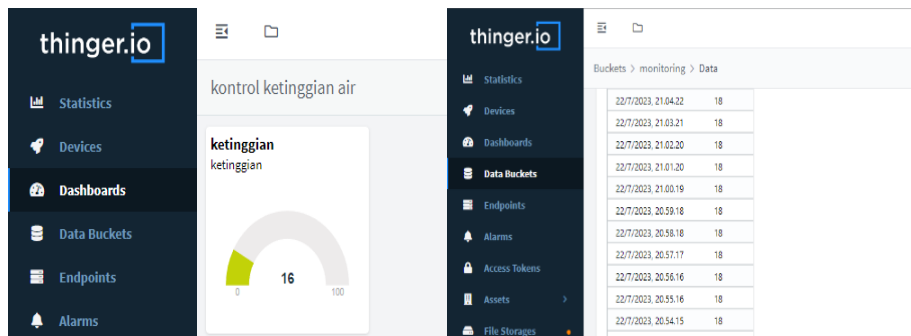 thinger.io
Statistics
Devices
Dashboards
Data Buckets
Endpoints
Alarms
kontrol ketinggian air
ketinggian
ketinggian
16
0
100
thinger.io
Statistics
Devices
Dashboards
Data Buckets
Endpoints
Alarms
Access Tokens
Assets
File Storages
Buckets > monitoring > Data
22/7/2023, 21.04.22 18
22/7/2023, 21.03.21 18
22/7/2023, 21.02.20 18
22/7/2023, 21.01.20 18
22/7/2023, 21.00.19 18
22/7/2023, 20.59.18 18
22/7/2023, 20.58.18 18
22/7/2023, 20.57.17 18
22/7/2023, 20.56.16 18
22/7/2023, 20.55.16 18
22/7/2023, 20.54.15 18